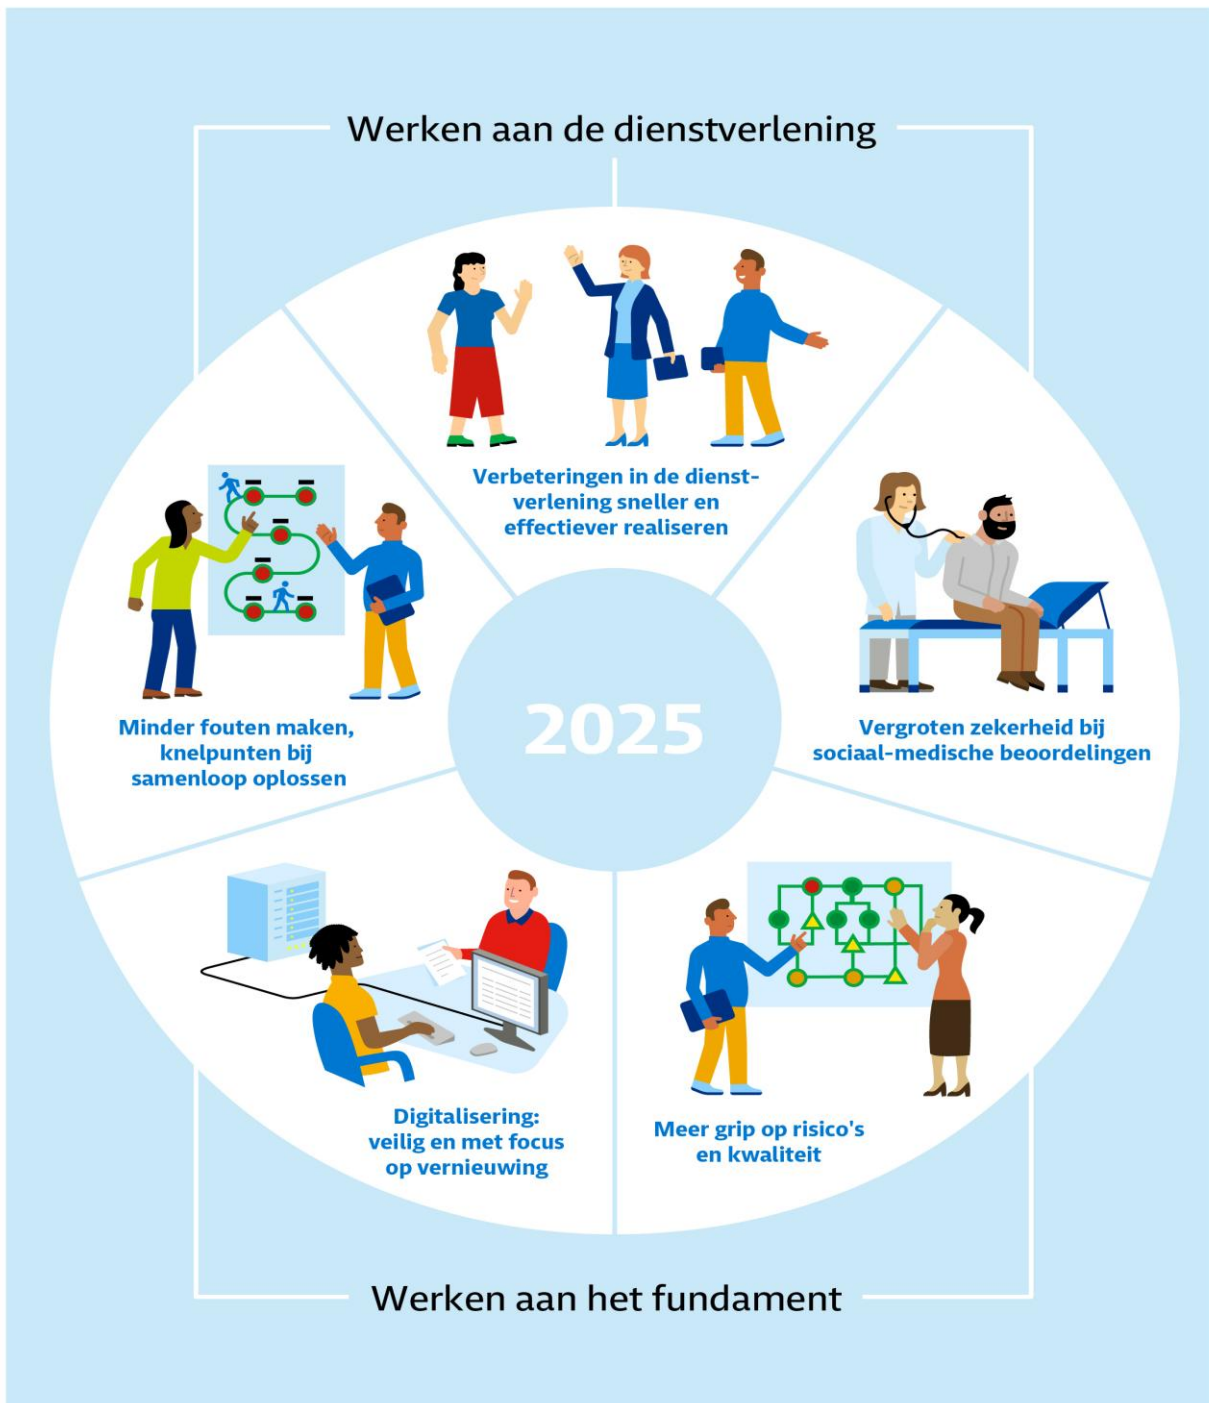 Werken aan de dienstverlening
Verbeteringen in de dienst-
verlening sneller en
effectiever realiseren
Minder fouten maken,
knelpunten bij
samenloop oplossen
2025
Vergroten zekerheid bij
sociaal-medische beoordelingen
Digitalisering:
veilig en met focus
op vernieuwing
Meer grip op risico's
en kwaliteit
Werken aan het fundament